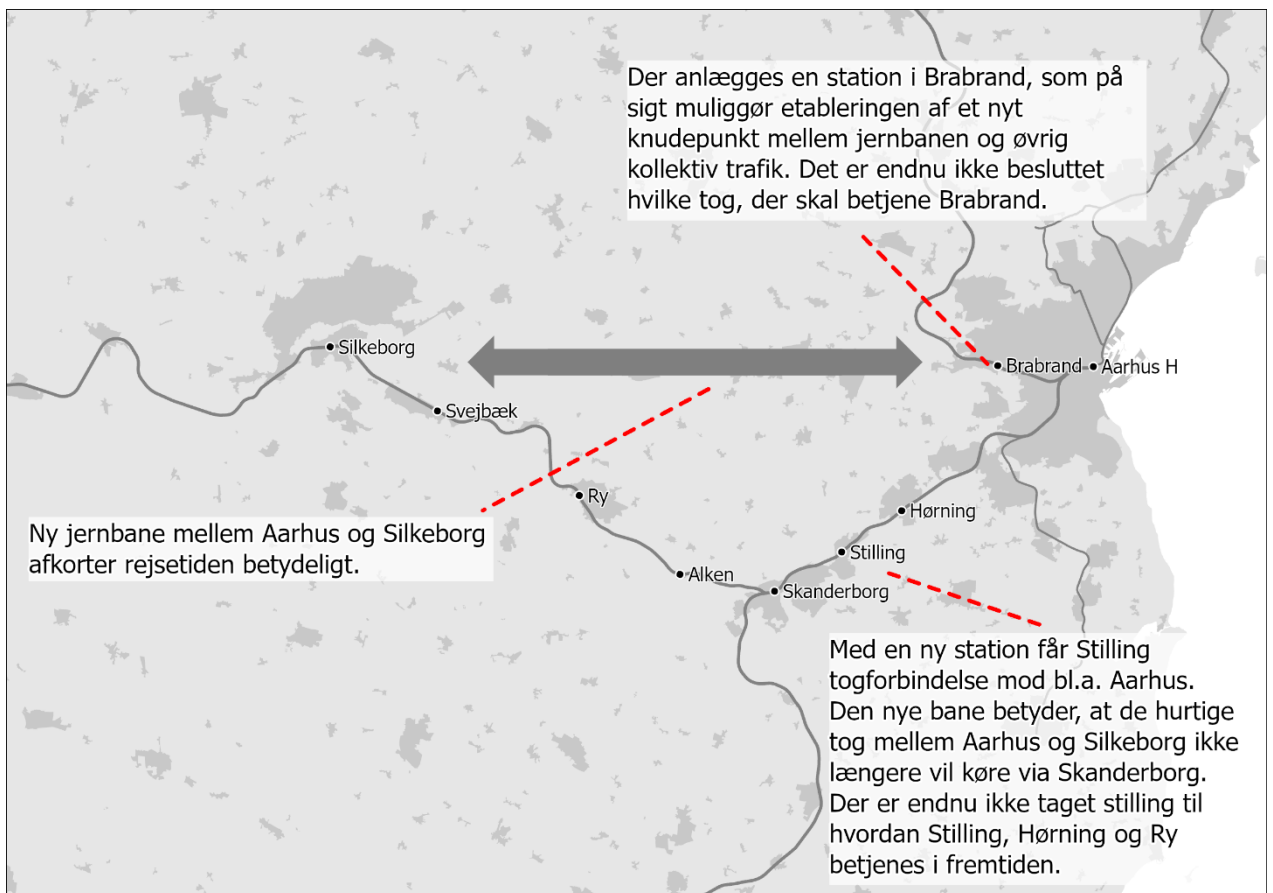 Der anlægges en station i Brabrand, som på
sigt muliggør etableringen af et nyt
knudepunkt mellem jernbanen og øvrig
kollektiv trafik. Det er endnu ikke besluttet
hvilke tog, der skal betjene Brabrand.
Silkeborg
Brabrand
Aarhus H
Svejbæk
Ry
Hørning
Ny jernbane mellem Aarhus og Silkeborg
afkorter rejsetiden betydeligt.
Stilling
Alken
Skanderborg
Med en ny station får Stilling
togforbindelse mod bl.a. Aarhus.
Den nye bane betyder, at de hurtige
tog mellem Aarhus og Silkeborg ikke
længere vil køre via Skanderborg.
Der er endnu ikke taget stilling til
hvordan Stilling, Hørning og Ry
betjenes i fremtiden.